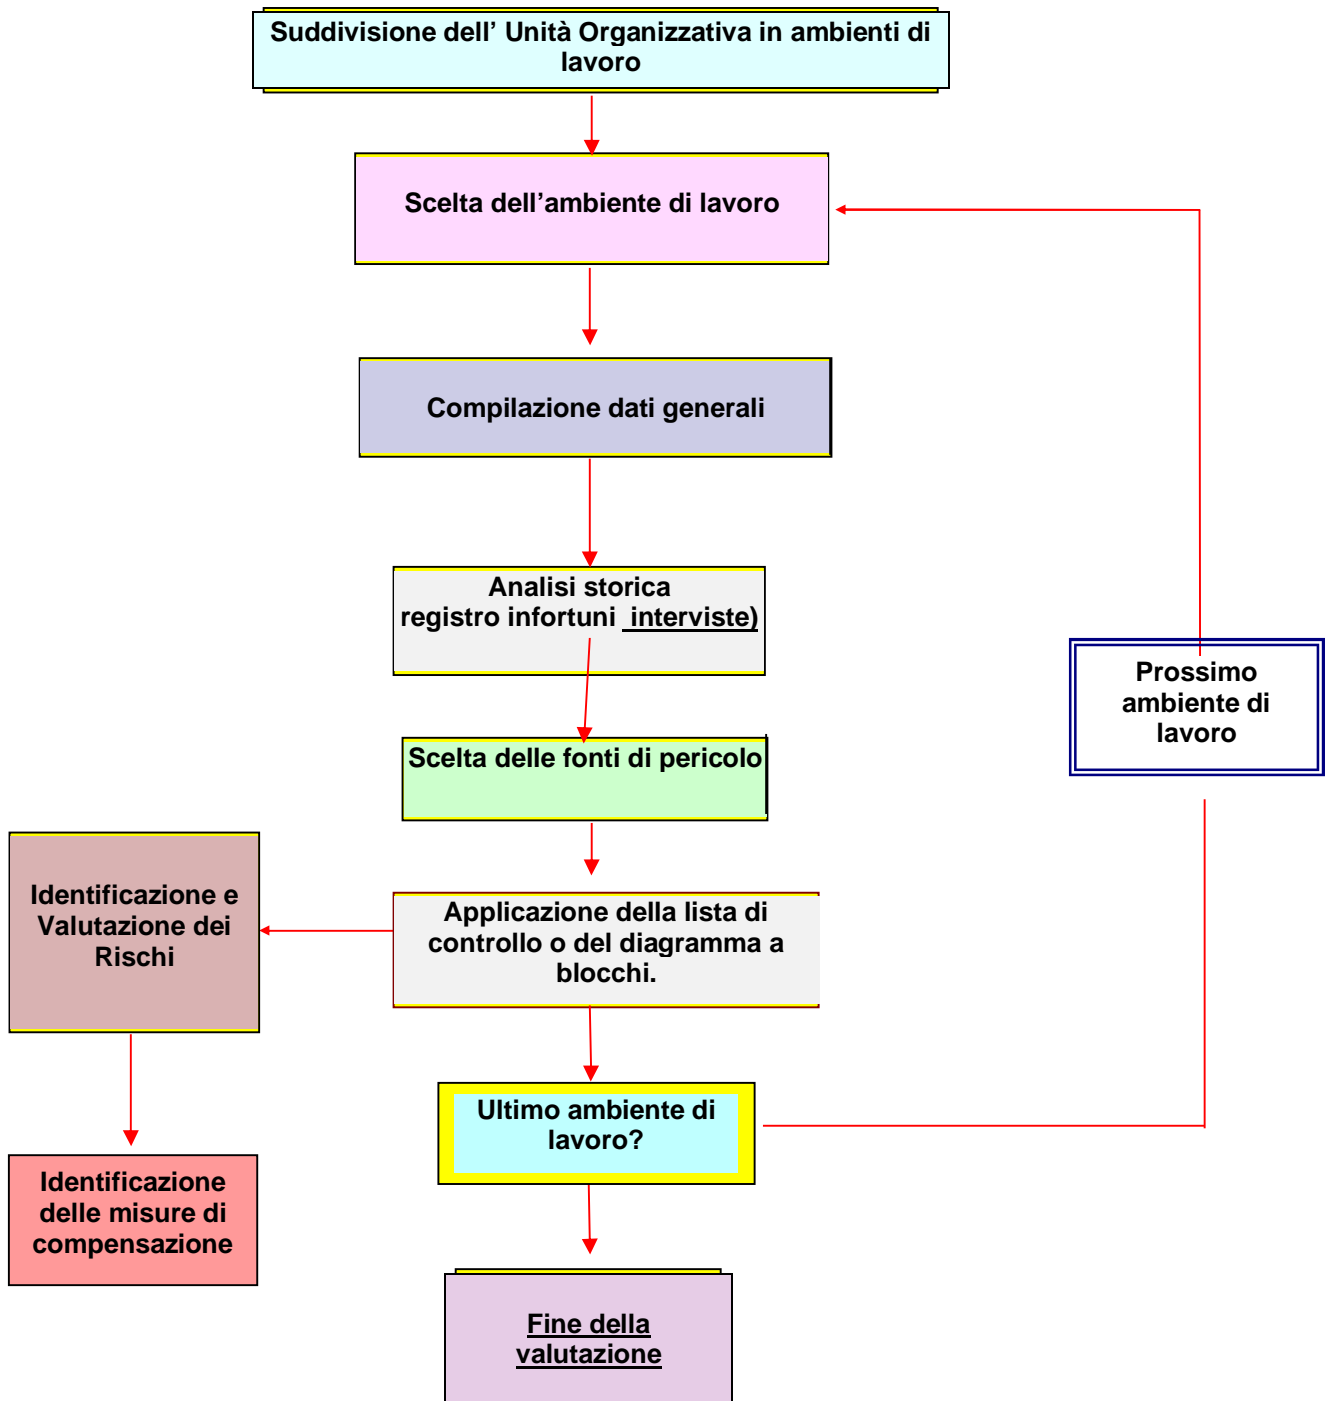 Suddivisione dell’ Unità Organizzativa in ambienti di
lavoro
Scelta dell’ambiente di lavoro
Compilazione dati generali
Analisi storica
registro infortuni  interviste)
Prossimo
ambiente di
lavoro
Scelta delle fonti di pericolo
Identificazione e
Valutazione dei
Rischi
Applicazione della lista di
controllo o del diagramma a
blocchi.
Ultimo ambiente di
lavoro?
Identificazione
delle misure di
compensazione
Fine della
valutazione